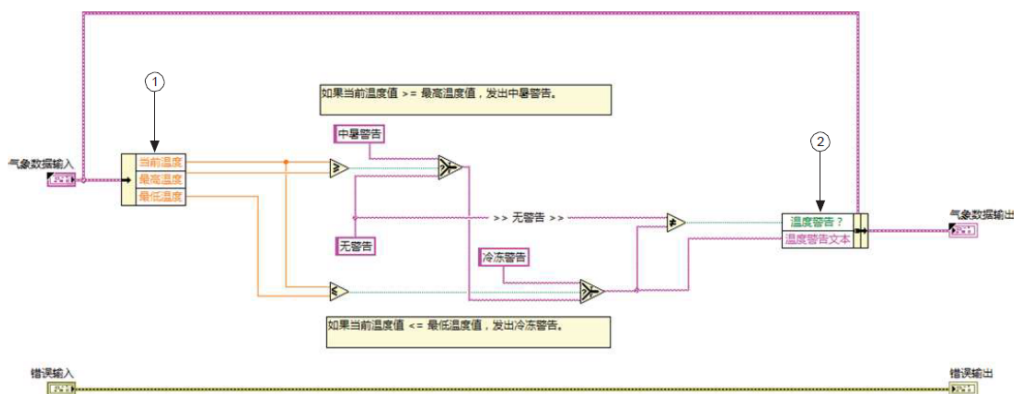 ①
如果当前温度值 >= 最高温度值，发出中暑警告。
中暑警告
②
气象数据输入
当前温度
最高温度
最低温度
>> 无警告 >>
气象数据输出
温度警告？
温度警告文本
无警告
冷冻警告
如果当前温度值 <= 最低温度值，发出冷冻警告。
错误输入
错误输出